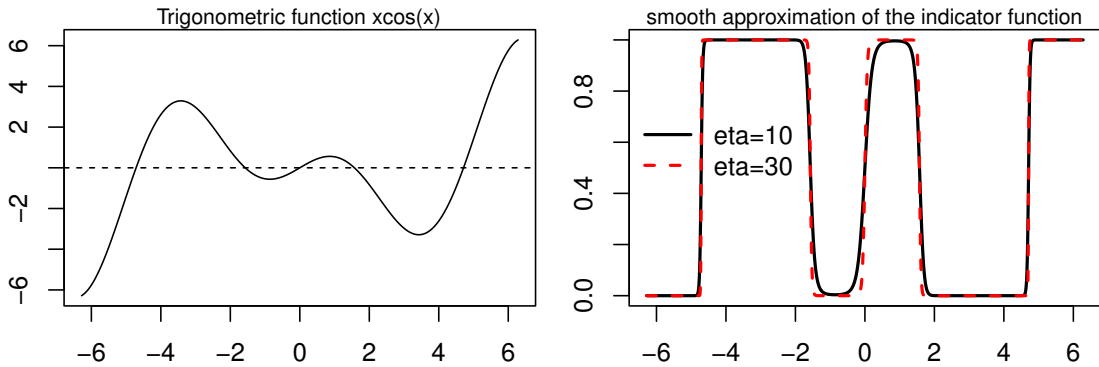 Trigonometric function xcos(x)
6
4
2
−2
−6
−6 −4 −2 0 2 4 6
smooth approximation of the indicator function
0.8
0.4
0.0
eta=10
eta=30
−6 −4 −2 0 2 4 6